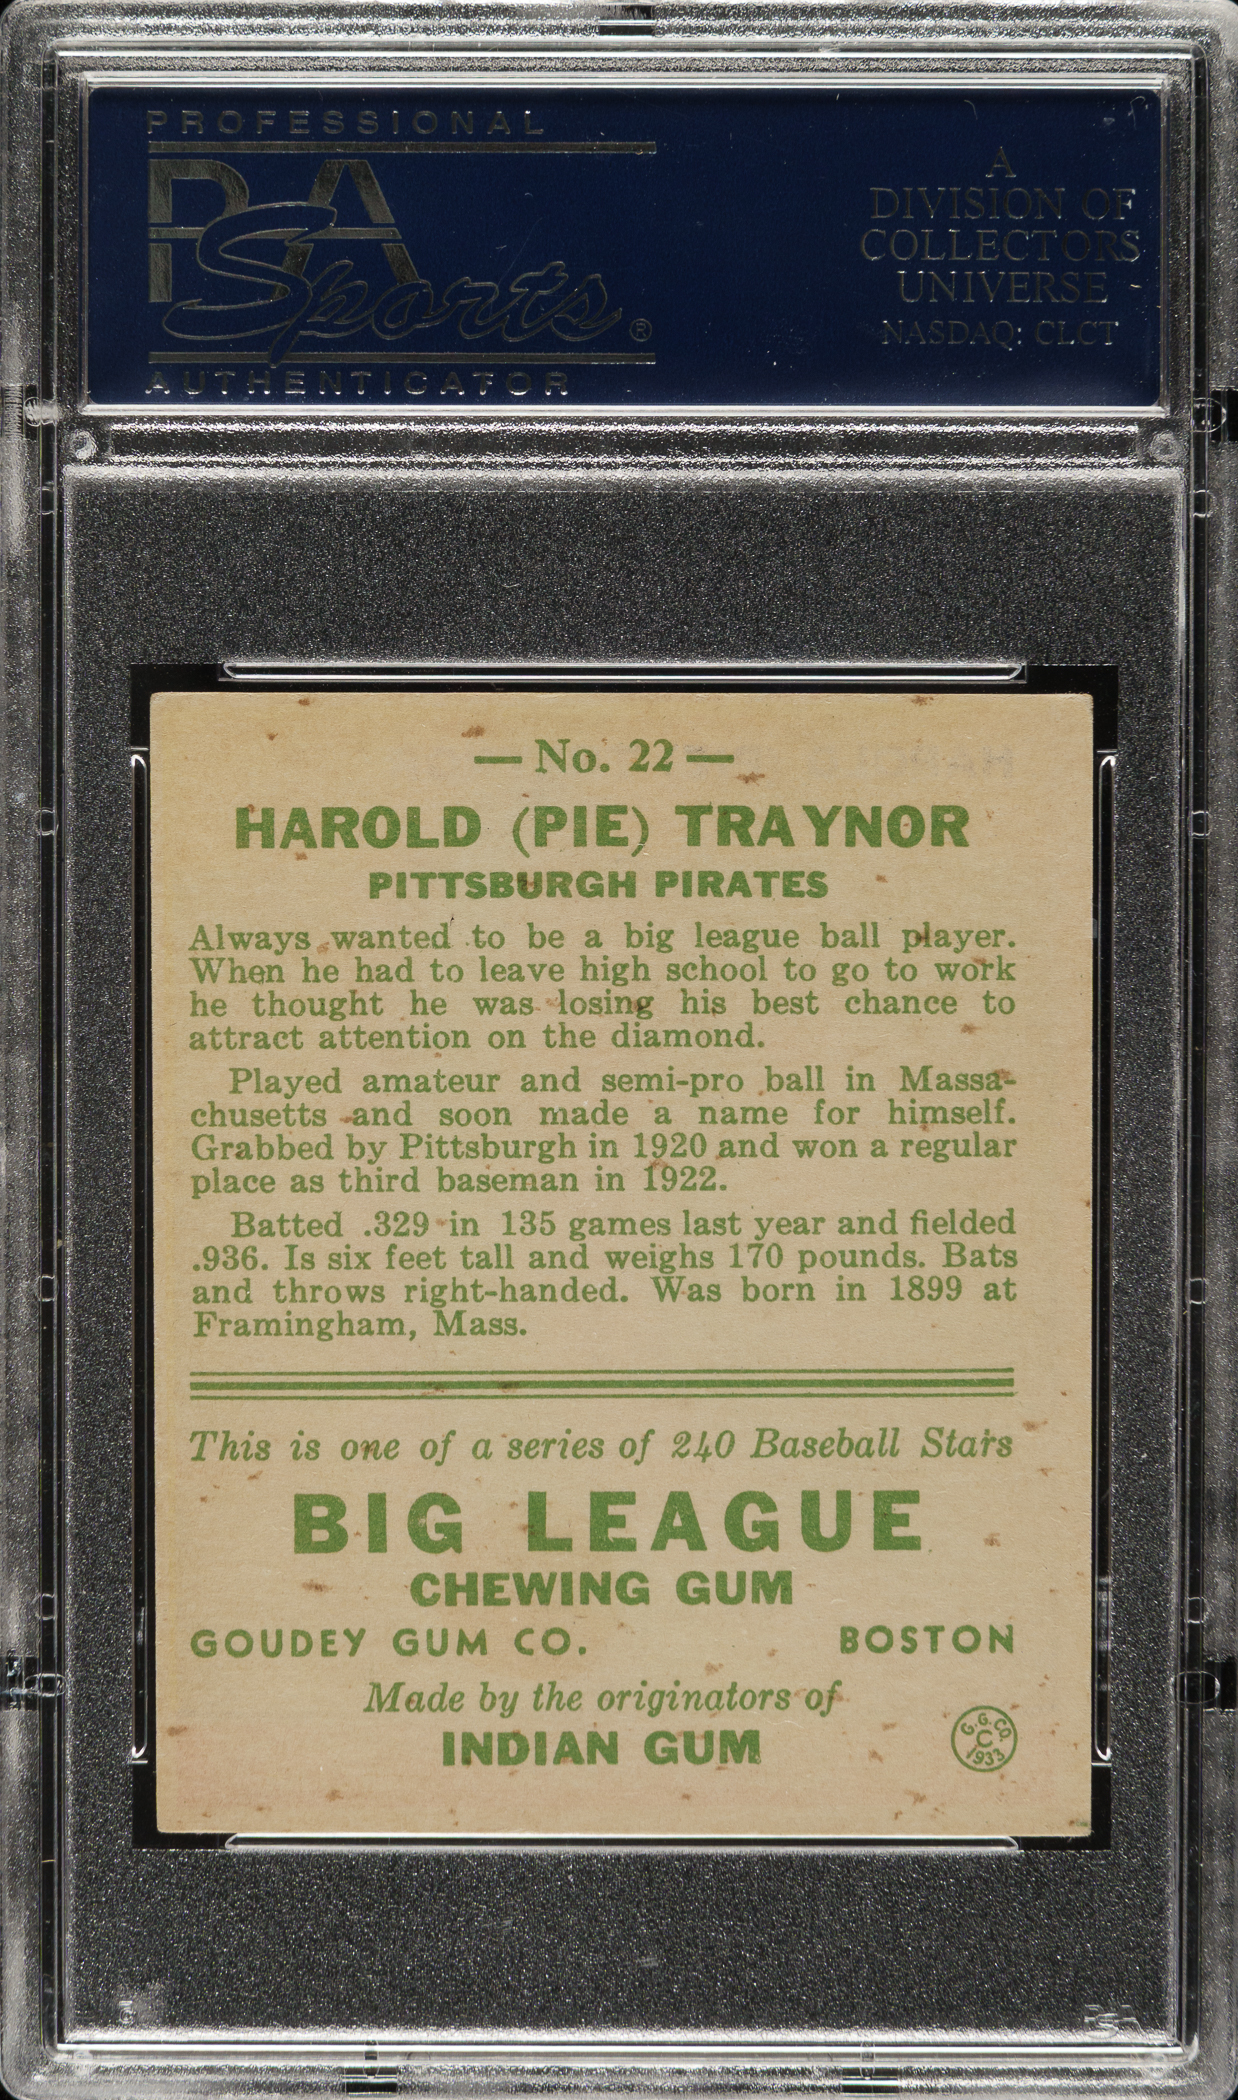 PROFESSIONAL
PSA
Sports®
AUTHENTICATOR
A
DIVISION OF
COLLECTORS
UNIVERSE
NASDAQ: CLCT
— No. 22 —
HAROLD (PIE) TRAYNOR
PITTSBURGH PIRATES
Always wanted to be a big league ball player.
When he had to leave high school to go to work
he thought he was losing his best chance to
attract attention on the diamond.
Played amateur and semi-pro ball in Massa-
chusetts and soon made a name for himself.
Grabbed by Pittsburgh in 1920 and won a regular
place as third baseman in 1922.
Batted .329 in 135 games last year and fielded
.936. Is six feet tall and weighs 170 pounds. Bats
and throws right-handed. Was born in 1899 at
Framingham, Mass.
This is one of a series of 240 Baseball Stars
BIG LEAGUE
CHEWING GUM
GOUDEY GUM CO. BOSTON
Made by the originators of
INDIAN GUM
G.G.CO.
C
1933
PSA